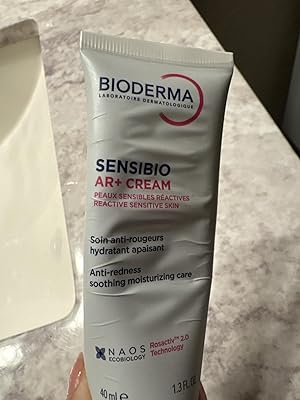 BIODERMA
LABORATOIRE DERMATOLOGIQUE
SENSIBIO
AR+ CREAM
PEAUX SENSIBLES RÉACTIVES
REACTIVE SENSITIVE SKIN
Soin anti-rougeurs
hydratant apaisant
Anti-redness
soothing moisturizing care
NAOS
ECOBIOLOGY
Rosactiv™ 2.0
Technology
40 ml e 1.3 FL.OZ